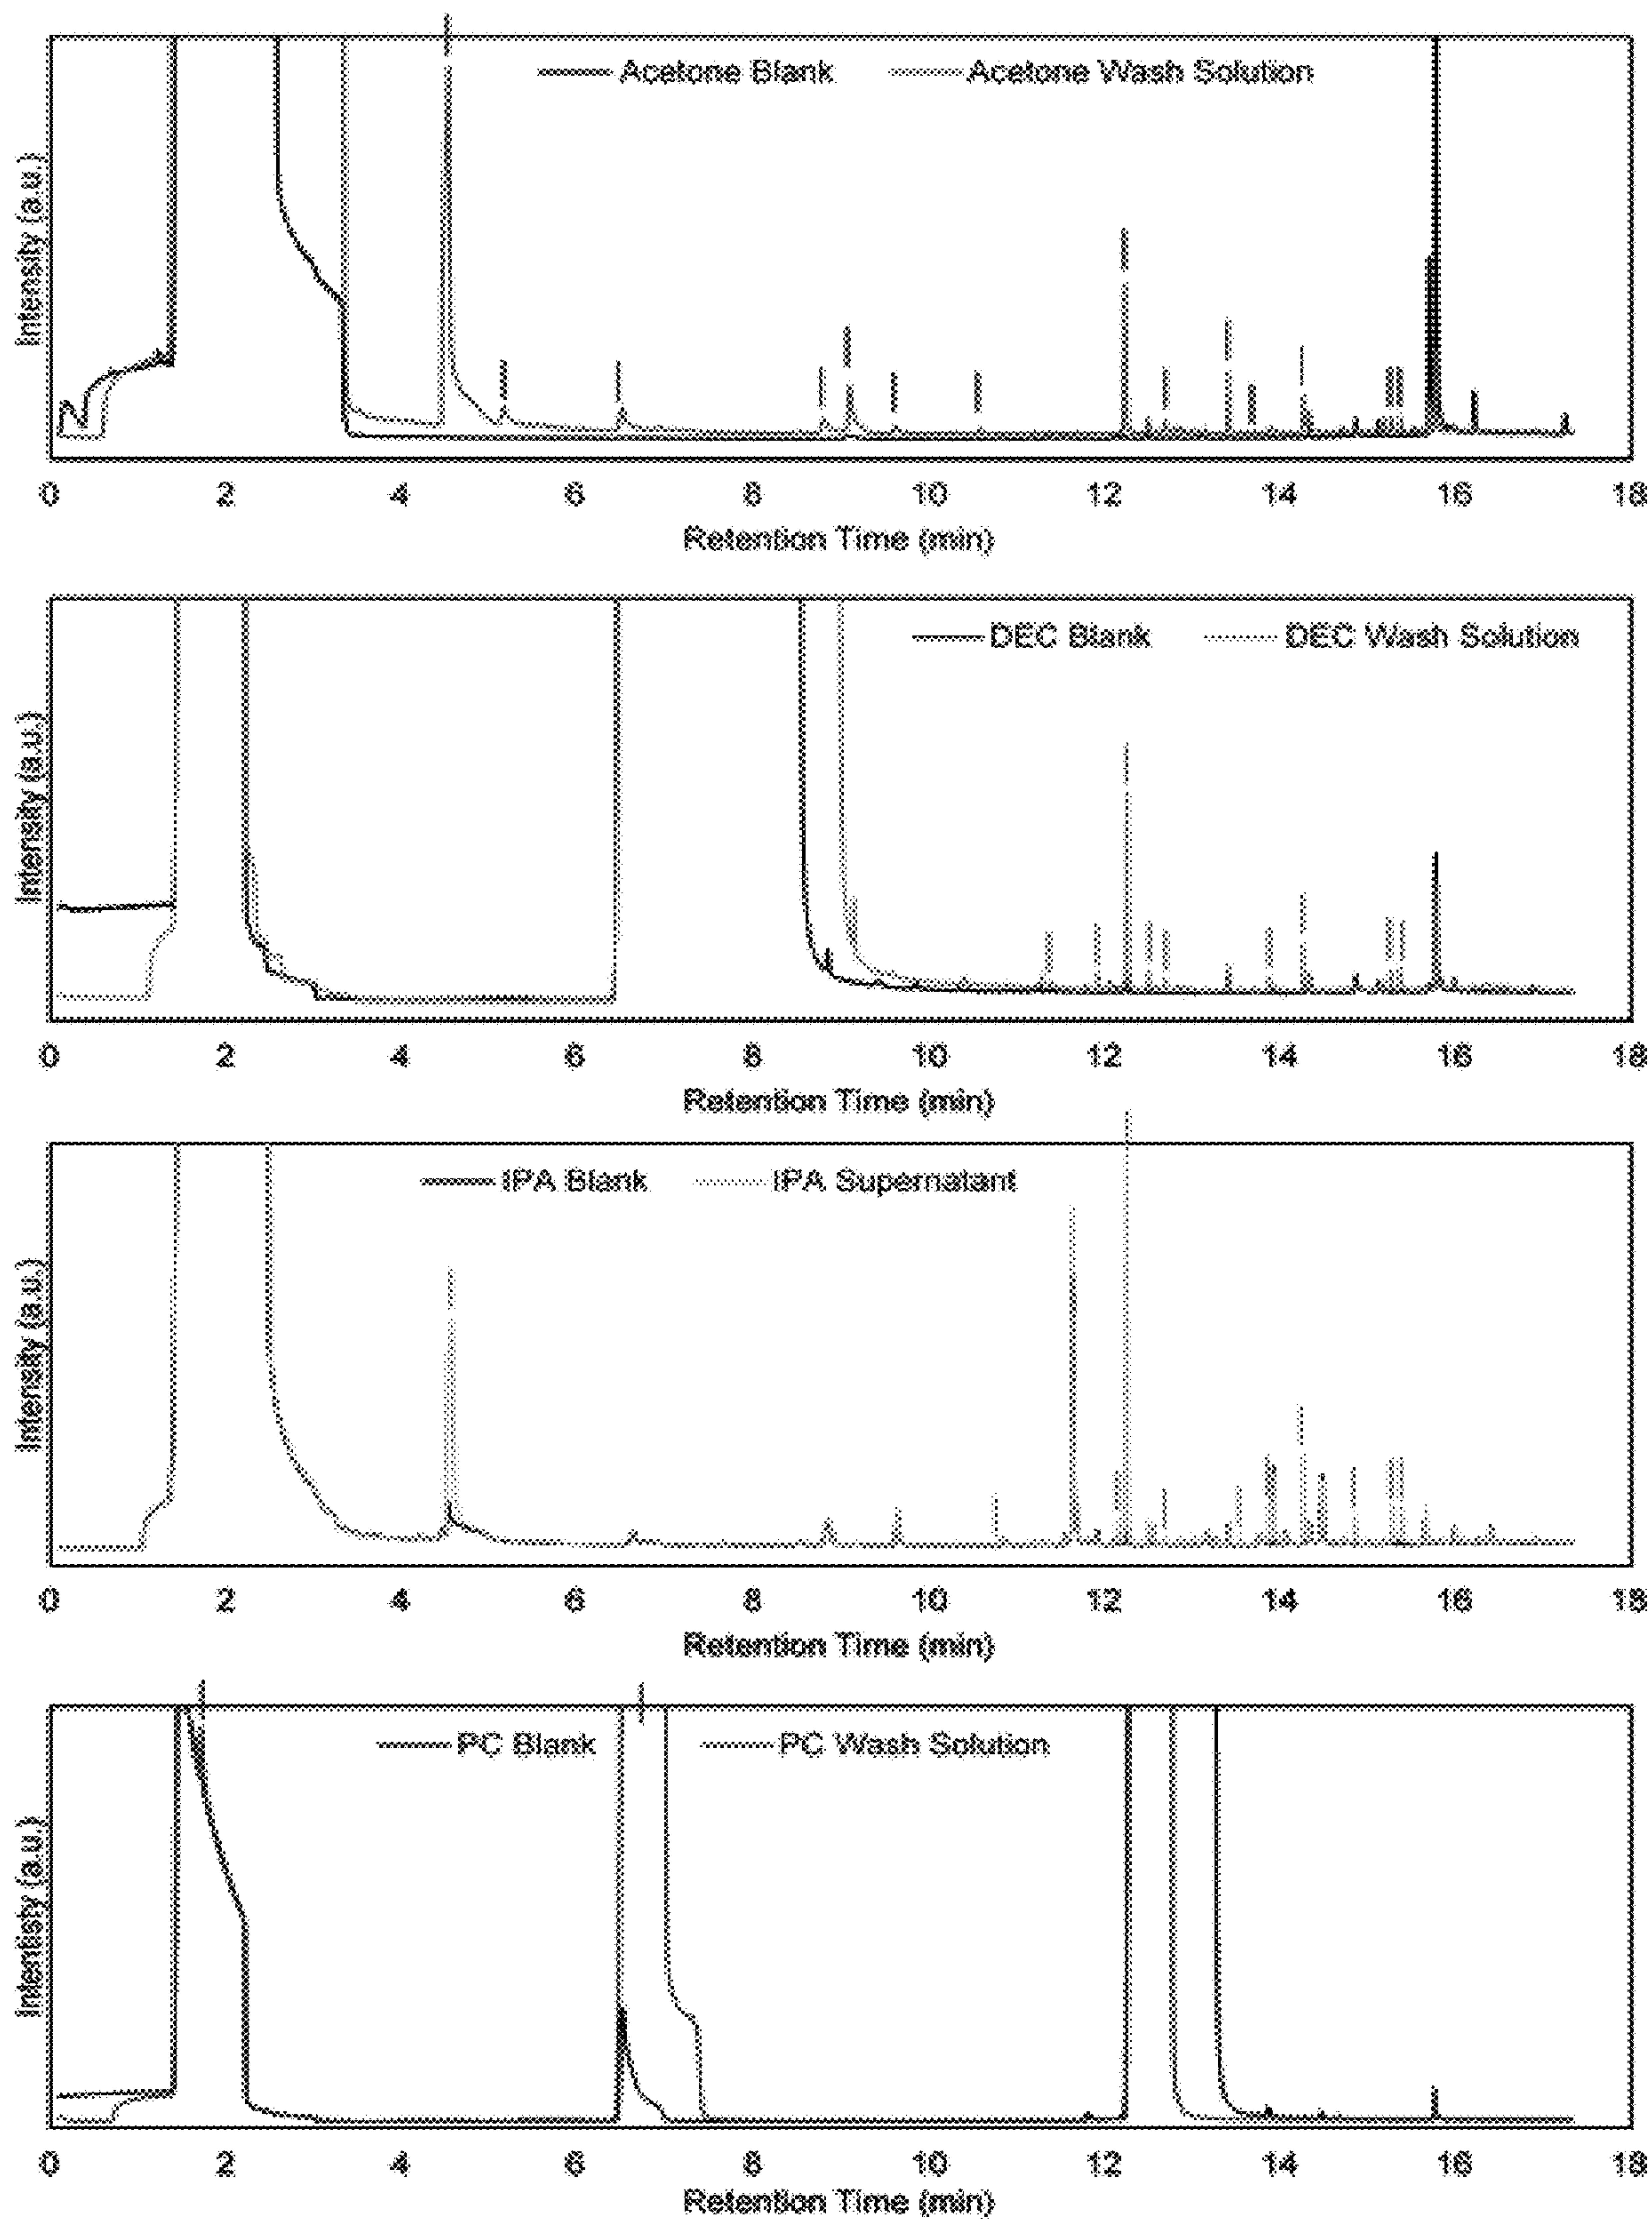 Acetone Blank Acetone Wash Solution
Intensity (a.u.)
0 2 4 6 8 10 12 14 16 18
Retention Time (min)
DEC Blank DEC Wash Solution
Intensity (a.u.)
0 2 4 6 8 10 12 14 16 18
Retention Time (min)
IPA Blank IPA Supernatant
Intensity (a.u.)
0 2 4 6 8 10 12 14 16 18
Retention Time (min)
PC Blank PC Wash Solution
Intentisty (a.u.)
0 2 4 6 8 10 12 14 16 18
Retention Time (min)